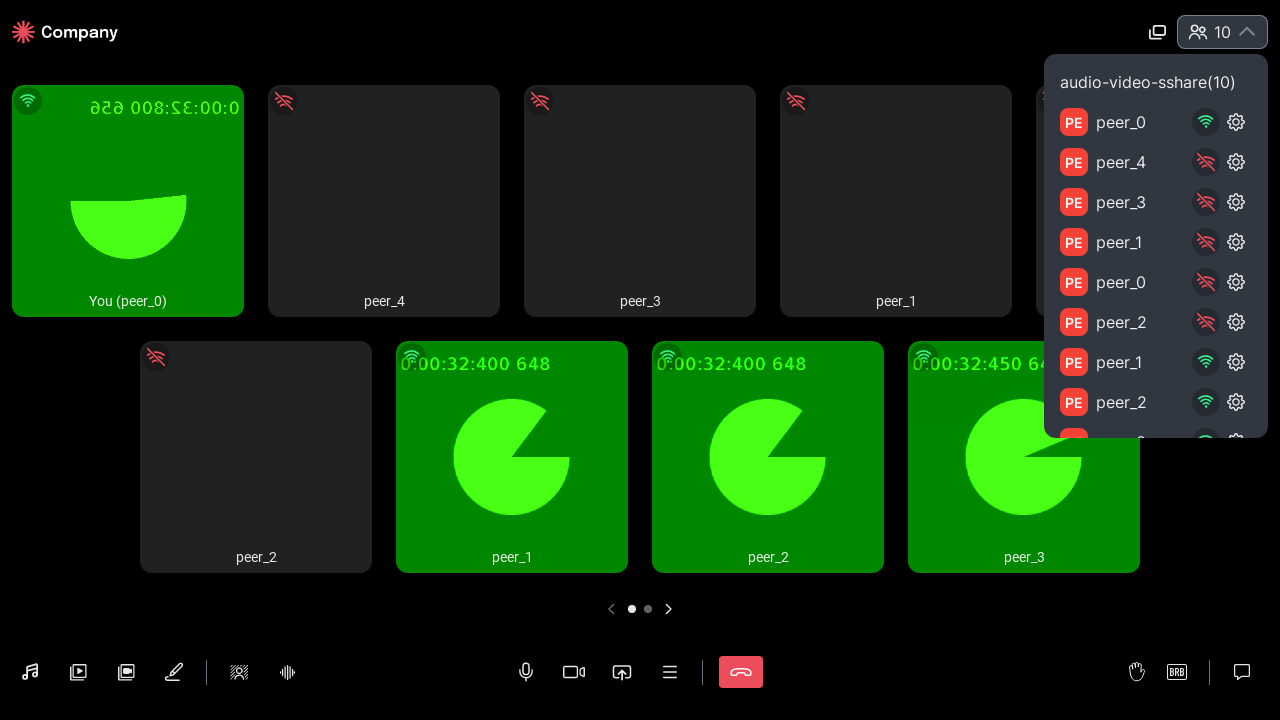 Company
10
0:00:32:800 656
You (peer_0)
peer_4
peer_3
peer_1
peer_2
0:00:32:400 648
peer_1
0:00:32:400 648
peer_2
0:00:32:450 64
peer_3
audio-video-sshare(10)
PE peer_0
PE peer_4
PE peer_3
PE peer_1
PE peer_0
PE peer_2
PE peer_1
PE peer_2
BRB